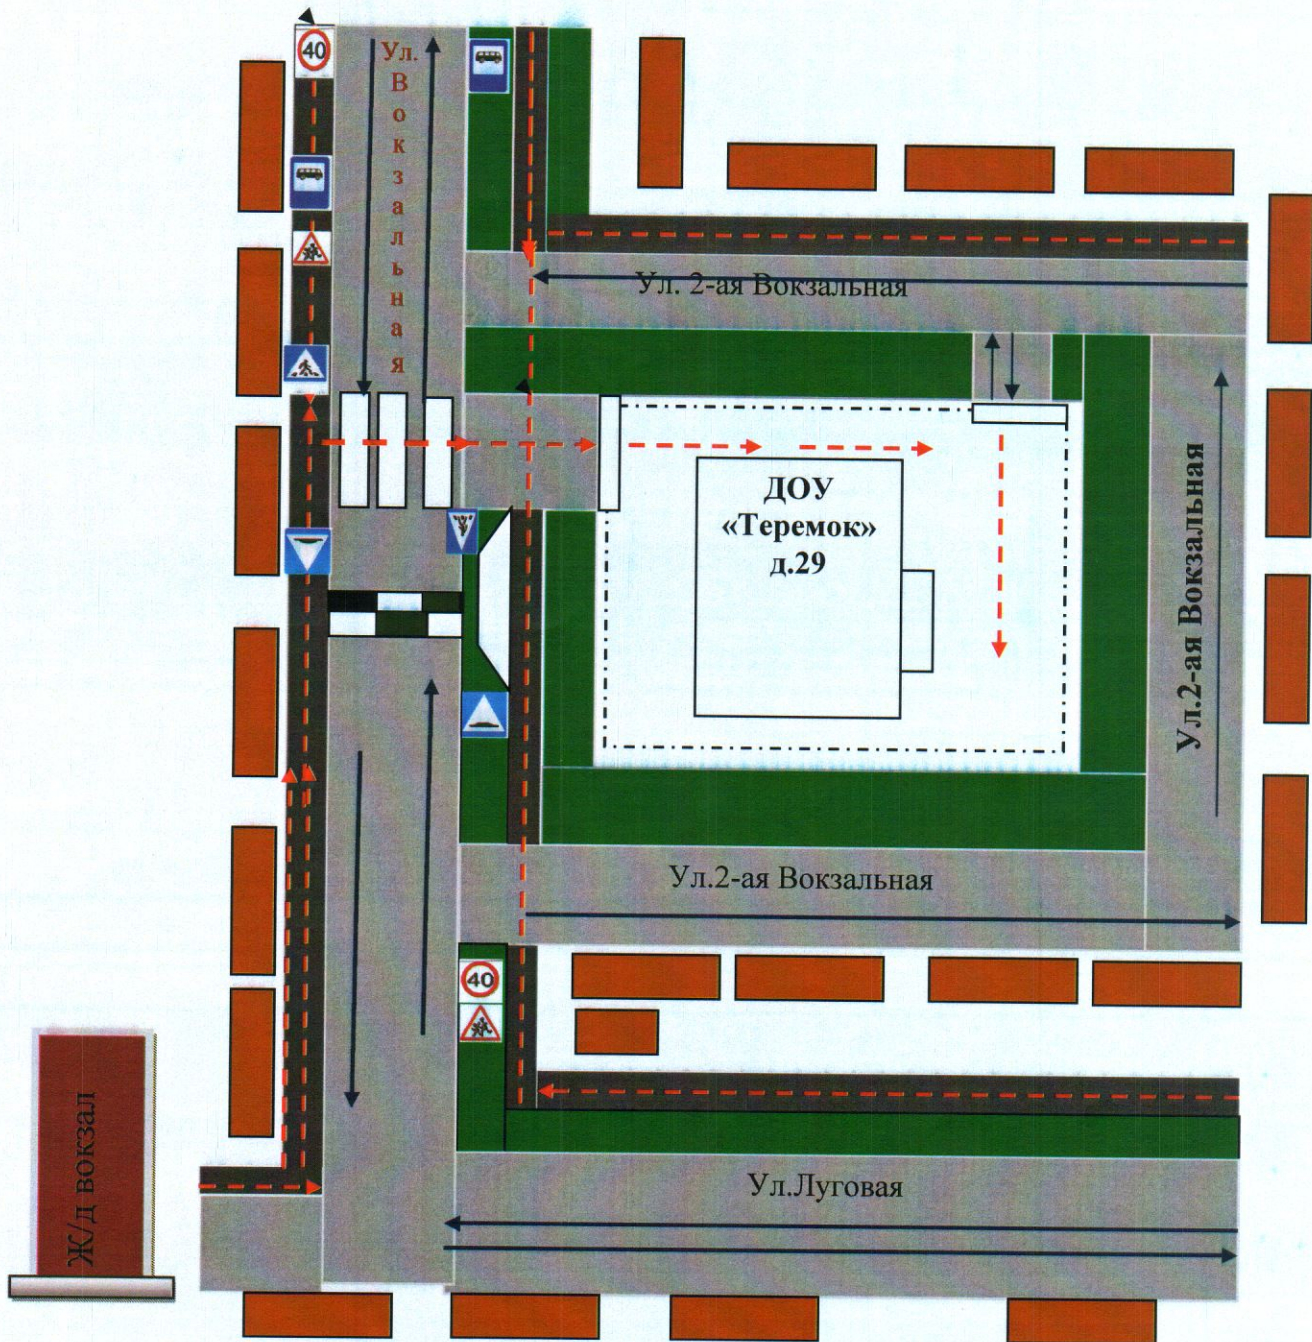 40
Ул.
В
о
к
з
а
л
ь
н
а
я
Ул. 2-ая Вокзальная
ДОУ
«Теремок»
д.29
Ул.2-ая Вокзальная
Ул.2-ая Вокзальная
40
Ж/д вокзал
Ул.Луговая